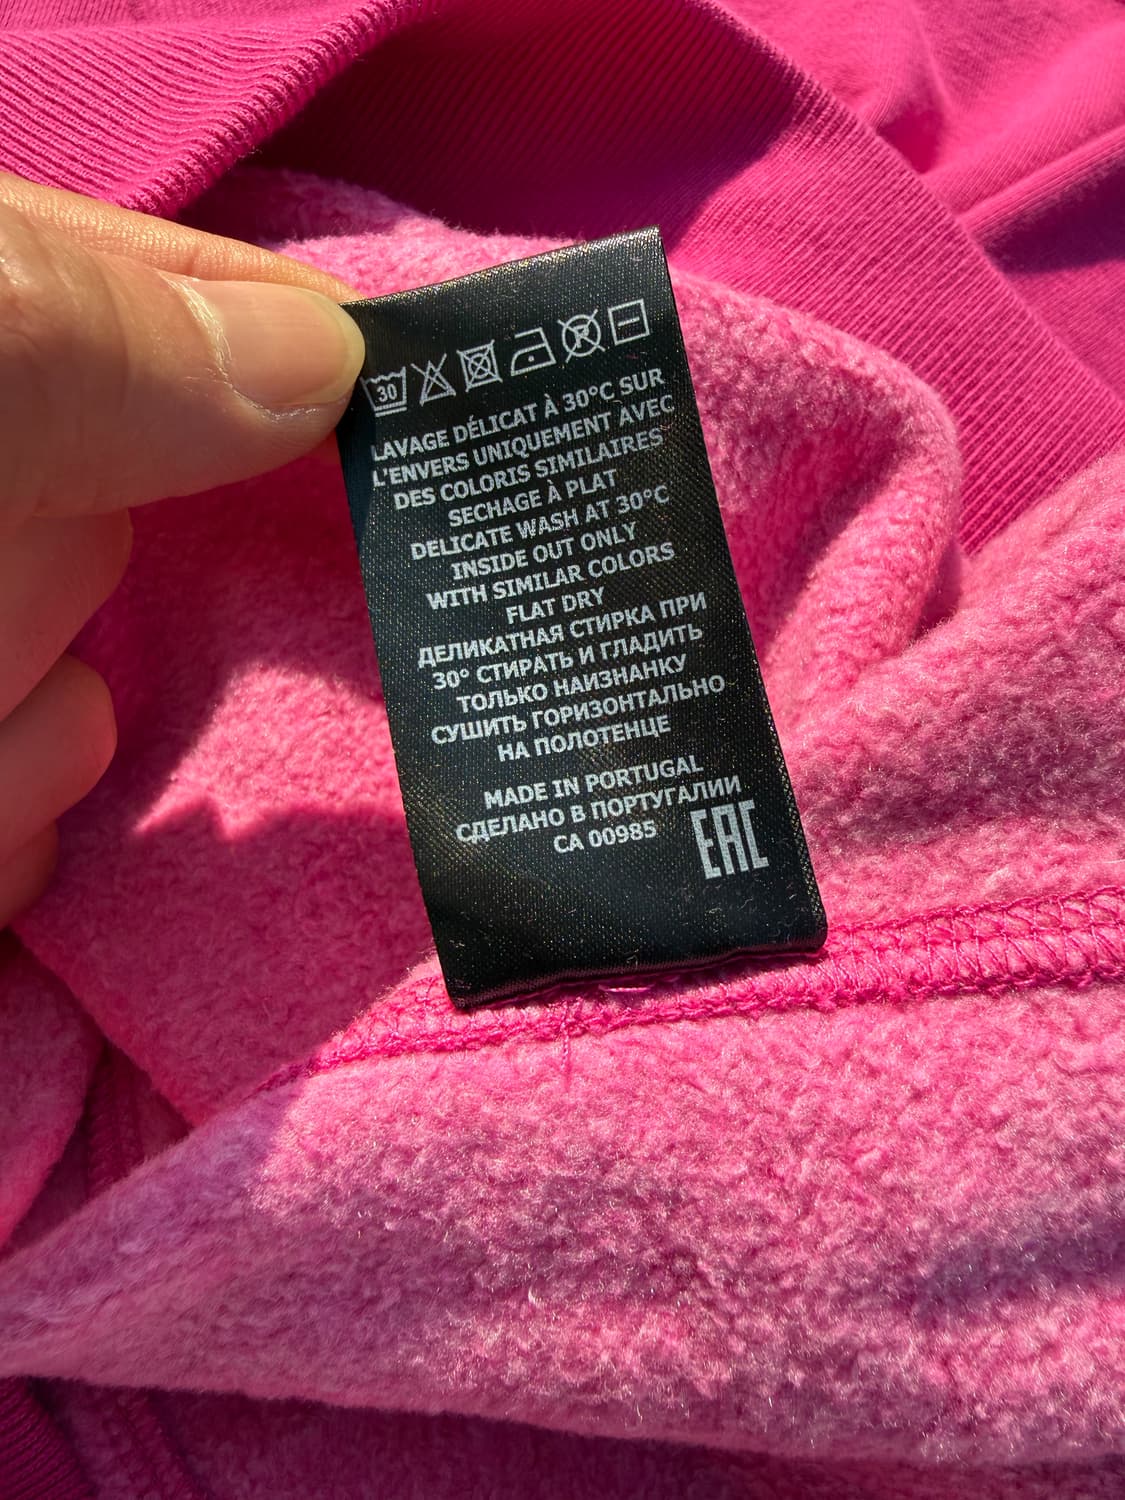 30
P
LAVAGE DÉLICAT À 30°C SUR
L'ENVERS UNIQUEMENT AVEC
DES COLORIS SIMILAIRES
SECHAGE À PLAT
DELICATE WASH AT 30°C
INSIDE OUT ONLY
WITH SIMILAR COLORS
FLAT DRY
ДЕЛИКАТНАЯ СТИРКА ПРИ
30° СТИРАТЬ И ГЛАДИТЬ
ТОЛЬКО НАИЗНАНКУ
СУШИТЬ ГОРИЗОНТАЛЬНО
НА ПОЛОТЕНЦЕ
MADE IN PORTUGAL
СДЕЛАНО В ПОРТУГАЛИИ
CA 00985
EAC